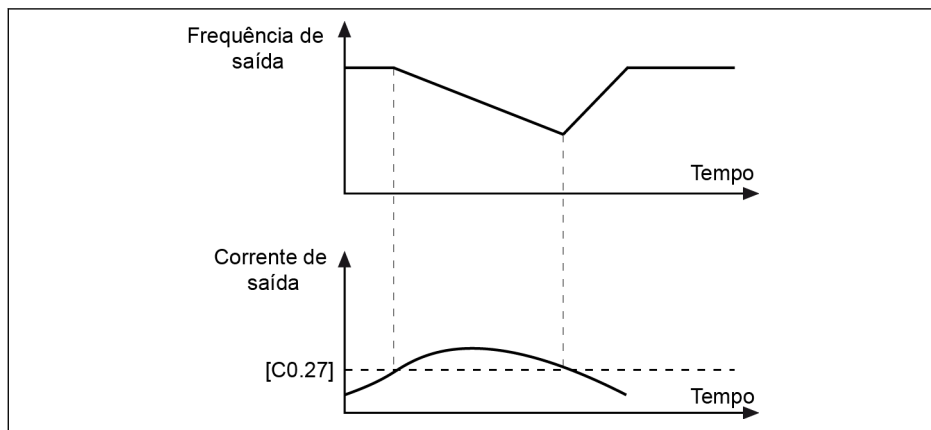 Frequência de
saída
Tempo
Corrente de
saída
[C0.27]
Tempo